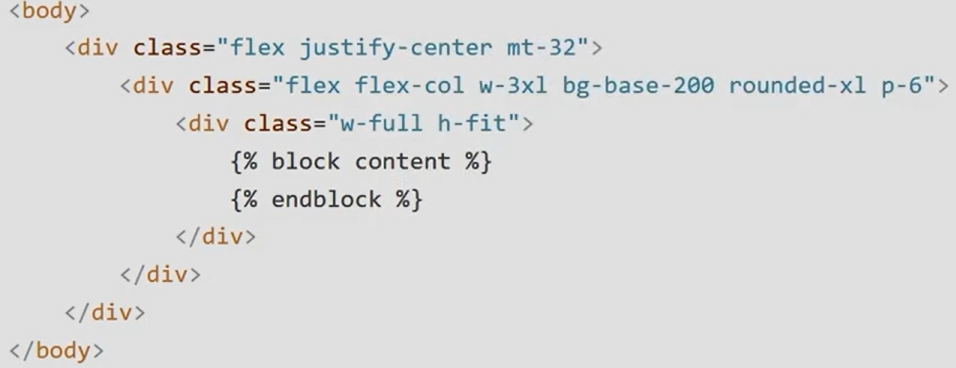 <body>
    <div class="flex justify-center mt-32">
        <div class="flex flex-col w-3xl bg-base-200 rounded-xl p-6">
            <div class="w-full h-fit">
                {% block content %}
                {% endblock %}
            </div>
        </div>
    </div>
</body>